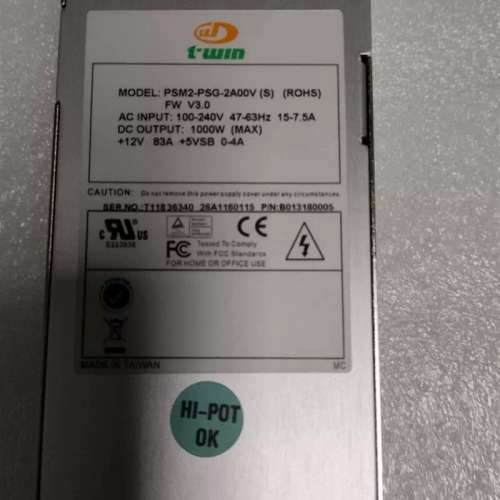 t-win
MODEL: PSM2-PSG-2A00V (S) (ROHS)
FW V3.0
AC INPUT: 100-240V 47-63Hz 15-7.5A
DC OUTPUT: 1000W (MAX)
+12V 83A +5VSB 0-4A
CAUTION: Do not remove this power supply cover under any circumstances.
SER.NO.:T11836340 26A1160115 P/N:B013180005
c RU US
FC CE
Tested To Comply
With FCC Standards
FOR HOME OR OFFICE USE
MADE IN TAIWAN MC
HI-POT
OK